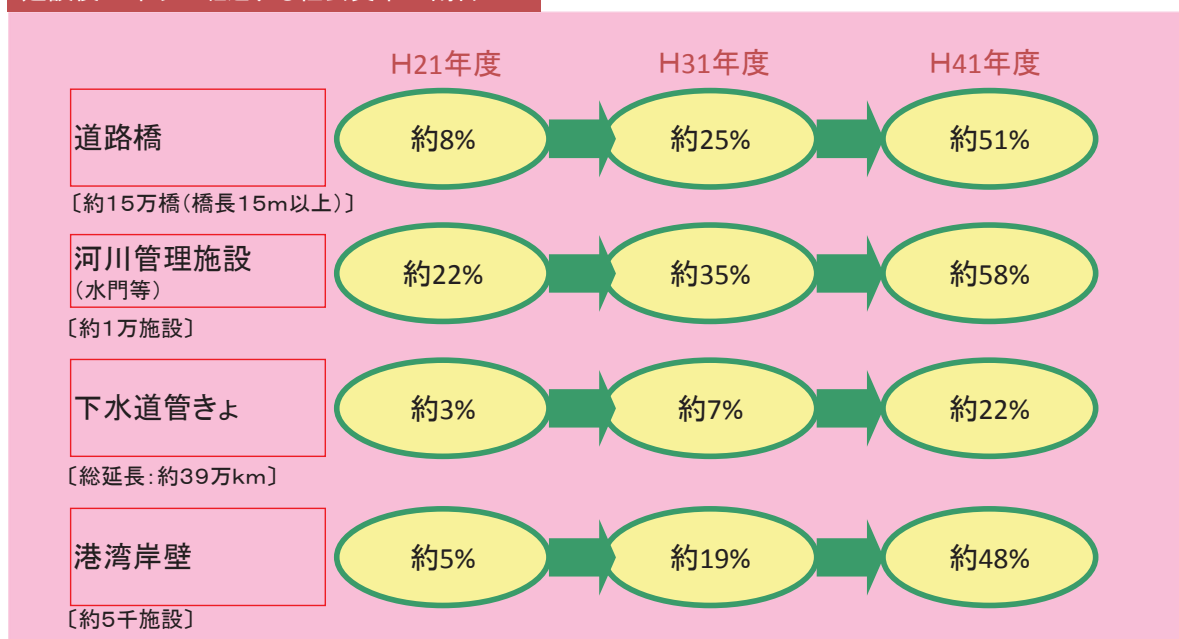 H21年度 H31年度 H41年度
道路橋 約8% 約25% 約51%
〔約15万橋(橋長15m以上)〕
河川管理施設
(水門等) 約22% 約35% 約58%
〔約1万施設〕
下水道管きょ 約3% 約7% 約22%
〔総延長:約39万km〕
港湾岸壁 約5% 約19% 約48%
〔約5千施設〕